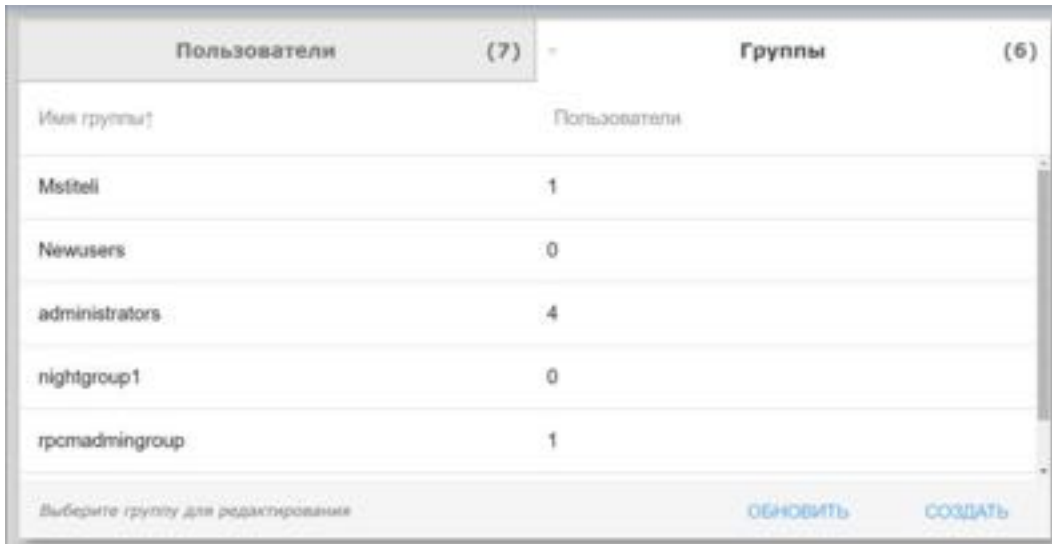 Пользователи (7) Группы (6)
Имя группы↑ Пользователи
Mstiteli 1
Newusers 0
administrators 4
nightgroup1 0
rpcmadmingroup 1
Выберите группу для редактирования ОБНОВИТЬ СОЗДАТЬ